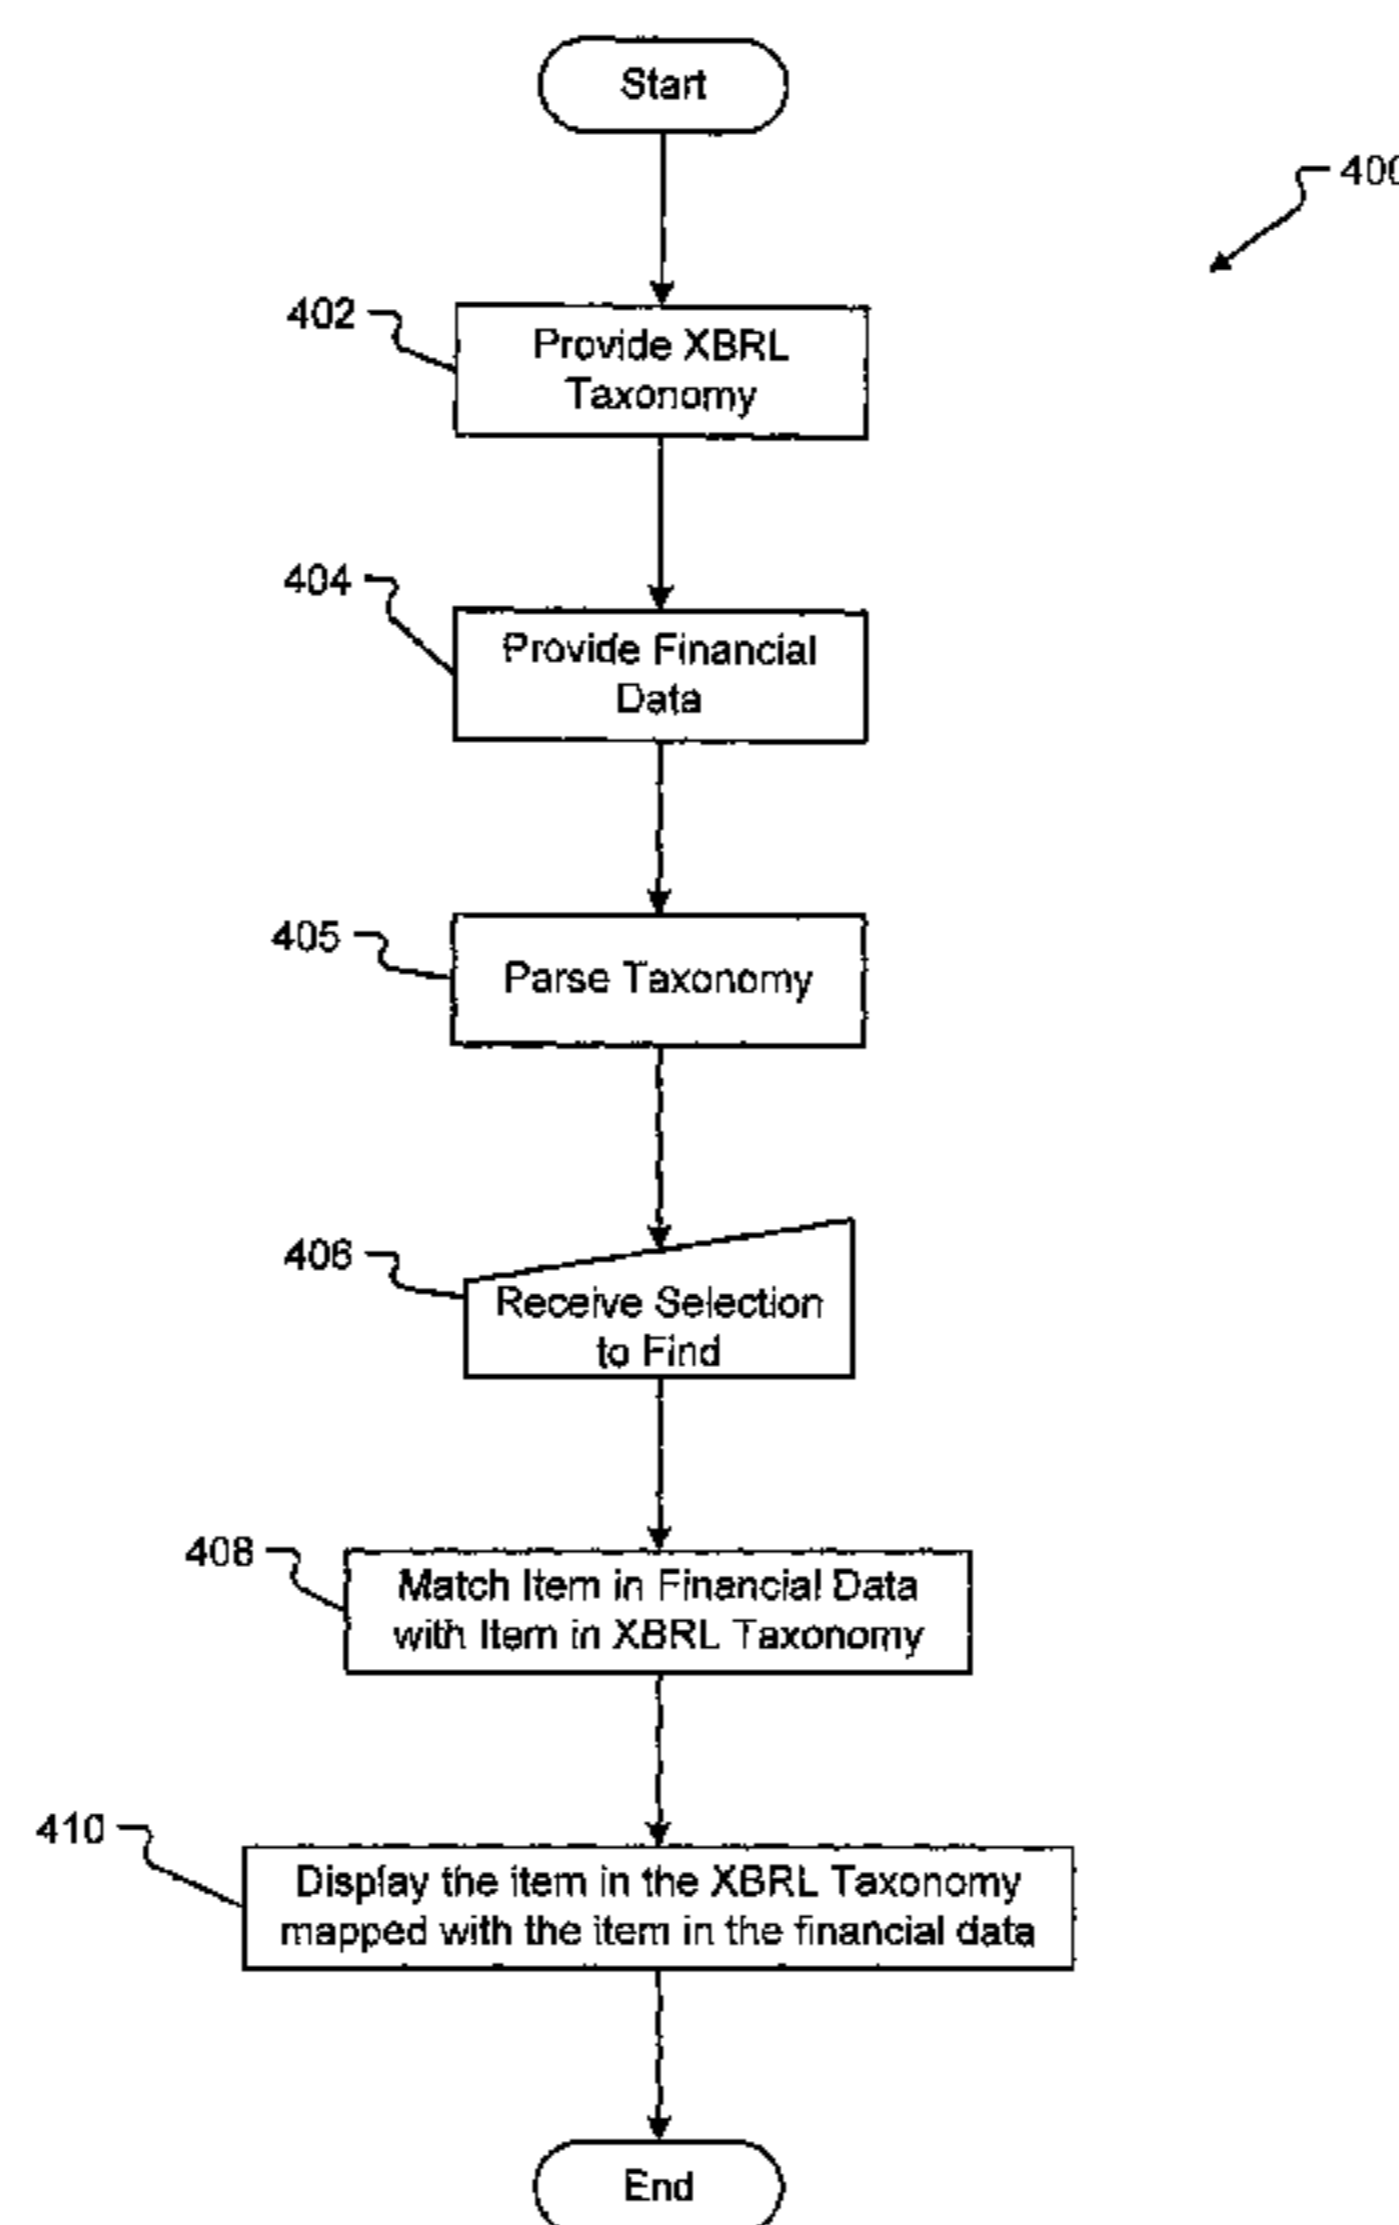 Start
400
402
Provide XBRL
Taxonomy
404
Provide Financial
Data
405
Parse Taxonomy
406
Receive Selection
to Find
408
Match Item in Financial Data
with Item in XBRL Taxonomy
410
Display the item in the XBRL Taxonomy
mapped with the item in the financial data
End